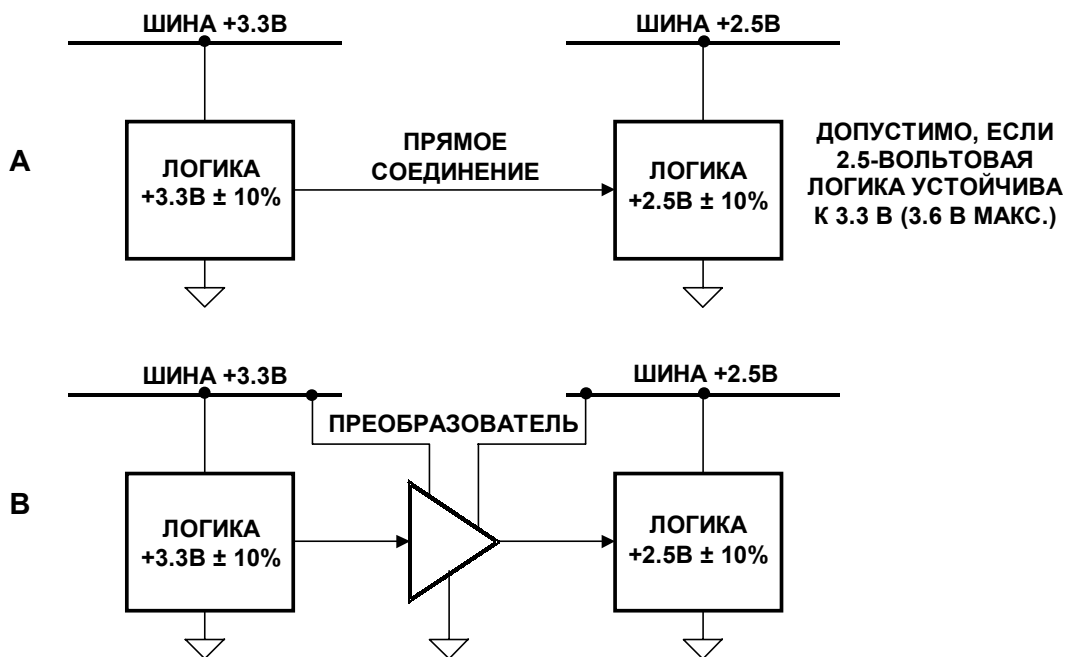 ШИНА +3.3В
ШИНА +2.5В
А
ЛОГИКА
+3.3В ± 10%
ПРЯМОЕ
СОЕДИНЕНИЕ
ЛОГИКА
+2.5В ± 10%
ДОПУСТИМО, ЕСЛИ
2.5-ВОЛЬТОВАЯ
ЛОГИКА УСТОЙЧИВА
К 3.3 В (3.6 В МАКС.)
ШИНА +3.3В
ШИНА +2.5В
ПРЕОБРАЗОВАТЕЛЬ
В
ЛОГИКА
+3.3В ± 10%
ЛОГИКА
+2.5В ± 10%